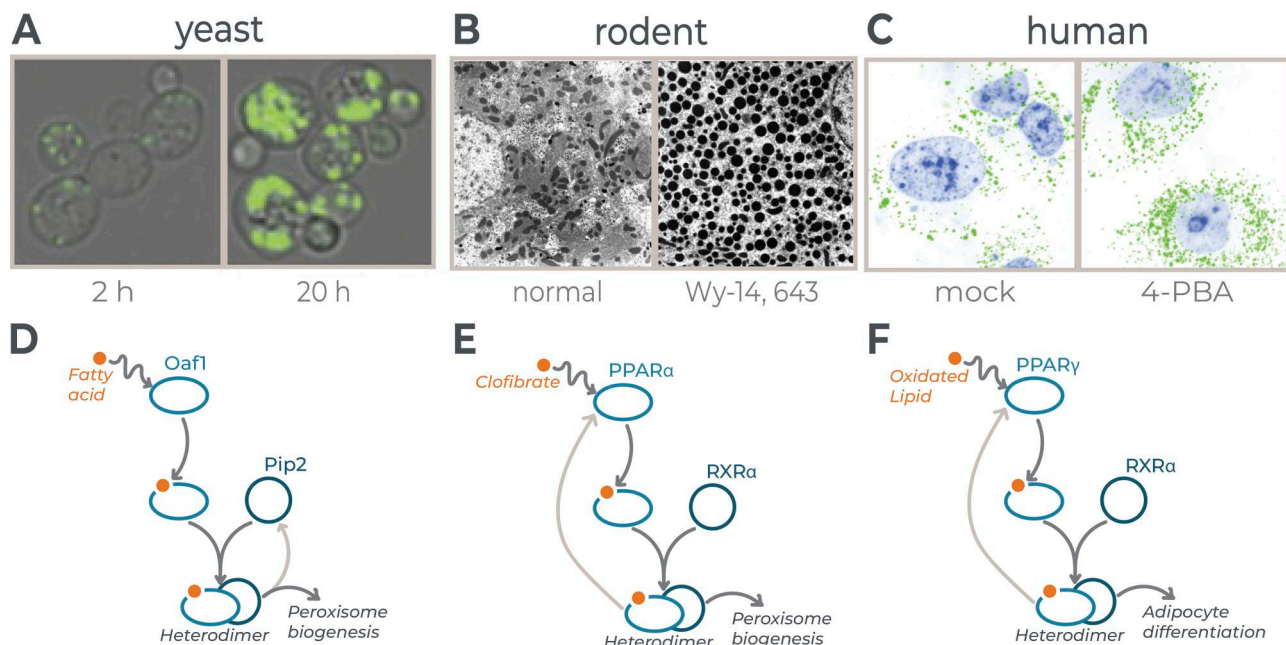 A yeast
B rodent
C human
2 h
20 h
normal
Wy-14, 643
mock
4-PBA
D
Fatty
acid
Oaf1
Pip2
Heterodimer
Peroxisome
biogenesis
E
Clofibrate
PPARα
RXRα
Heterodimer
Peroxisome
biogenesis
F
Oxidated
Lipid
PPARγ
RXRα
Heterodimer
Adipocyte
differentiation